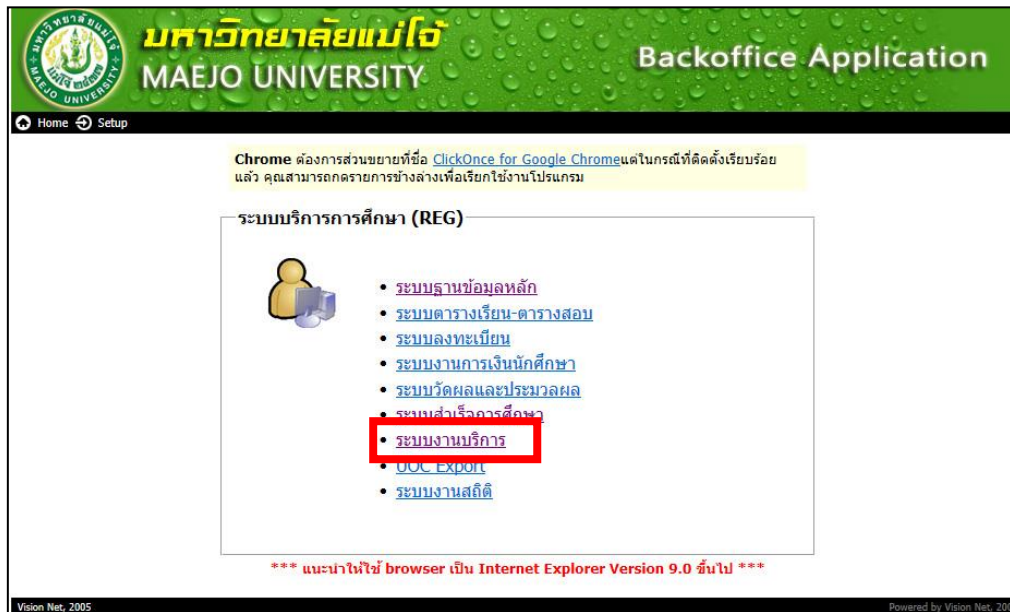 มหาวิทยาลัยแม่โจ้
MAEJO UNIVERSITY
Backoffice Application
Home Setup
Chrome ต้องการส่วนขยายที่ชื่อ ClickOnce for Google Chromeแต่ในกรณีที่ติดตั้งเรียบร้อย
แล้ว คุณสามารถกดรายการข้างล่างเพื่อเรียกใช้งานโปรแกรม
ระบบบริการการศึกษา (REG)
ระบบฐานข้อมูลหลัก
ระบบตารางเรียน-ตารางสอบ
ระบบลงทะเบียน
ระบบงานการเงินนักศึกษา
ระบบวัดผลและประมวลผล
ระบบสำเร็จการศึกษา
ระบบงานบริการ
UOC Export
ระบบงานสถิติ
*** แนะนำให้ใช้ browser เป็น Internet Explorer Version 9.0 ขึ้นไป ***
Vision Net, 2005
Powered by Vision Net,